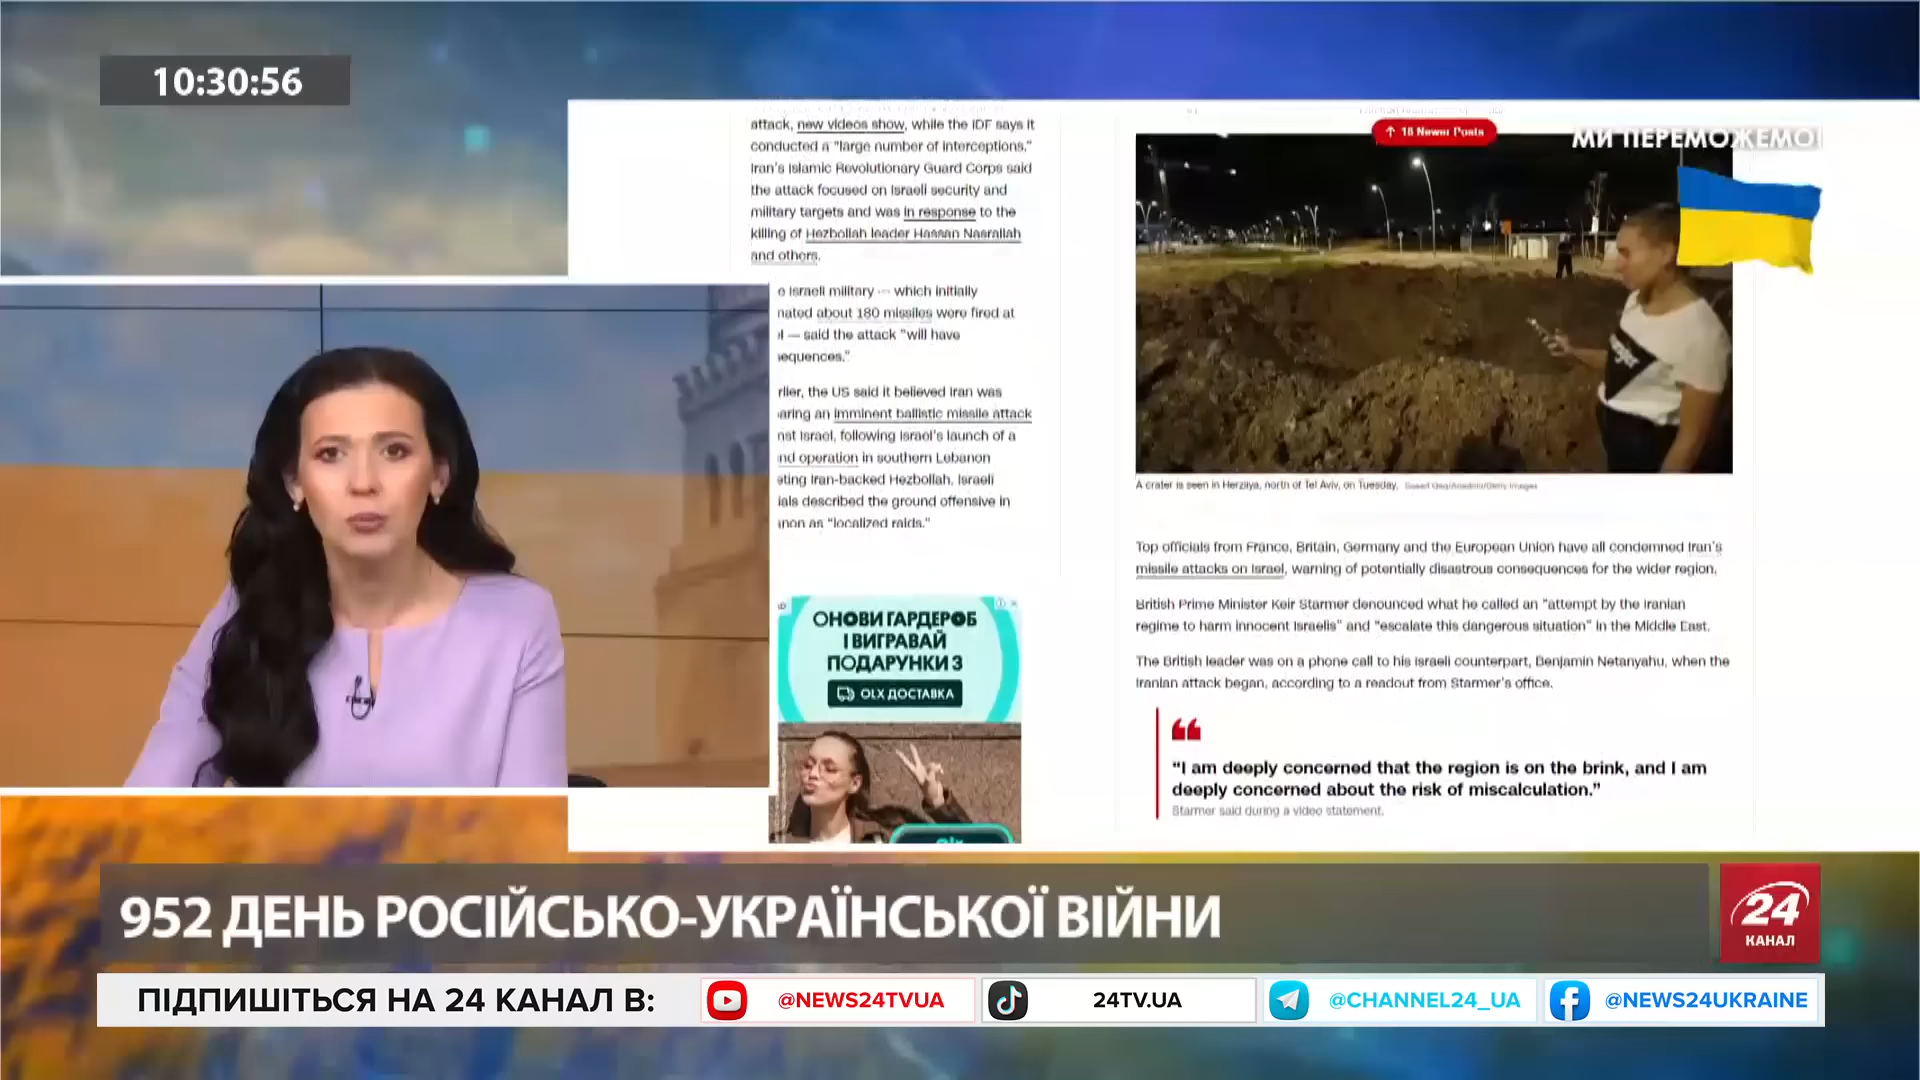 10:30:56
МИ ПЕРЕМОЖЕМО!
attack, new videos show, while the IDF says it
conducted a "large number of interceptions."
Iran's Islamic Revolutionary Guard Corps said
the attack focused on Israeli security and
military targets and was in response to the
killing of Hezbollah leader Hassan Nasrallah
and others.
e Israeli military — which initially
nated about 180 missiles were fired at
l — said the attack "will have
equences."
rlier, the US said it believed Iran was
aring an imminent ballistic missile attack
nst Israel, following Israel's launch of a
nd operation in southern Lebanon
eting Iran-backed Hezbollah. Israeli
ials described the ground offensive in
non as "localized raids."
ОНОВИ ГАРДЕРОБ
І ВИГРАВАЙ
ПОДАРУНКИ З
OLX ДОСТАВКА
18 Newer Posts
A crater is seen in Herzliya, north of Tel Aviv, on Tuesday.
Top officials from France, Britain, Germany and the European Union have all condemned Iran's
missile attacks on Israel, warning of potentially disastrous consequences for the wider region.
British Prime Minister Keir Starmer denounced what he called an "attempt by the Iranian
regime to harm innocent Israelis" and "escalate this dangerous situation" in the Middle East.
The British leader was on a phone call to his Israeli counterpart, Benjamin Netanyahu, when the
Iranian attack began, according to a readout from Starmer's office.
“I am deeply concerned that the region is on the brink, and I am
deeply concerned about the risk of miscalculation.”
Starmer said during a video statement.
952 ДЕНЬ РОСІЙСЬКО-УКРАЇНСЬКОЇ ВІЙНИ
24
КАНАЛ
ПІДПИШІТЬСЯ НА 24 КАНАЛ В:
@NEWS24TVUA
24TV.UA
@CHANNEL24_UA
@NEWS24UKRAINE